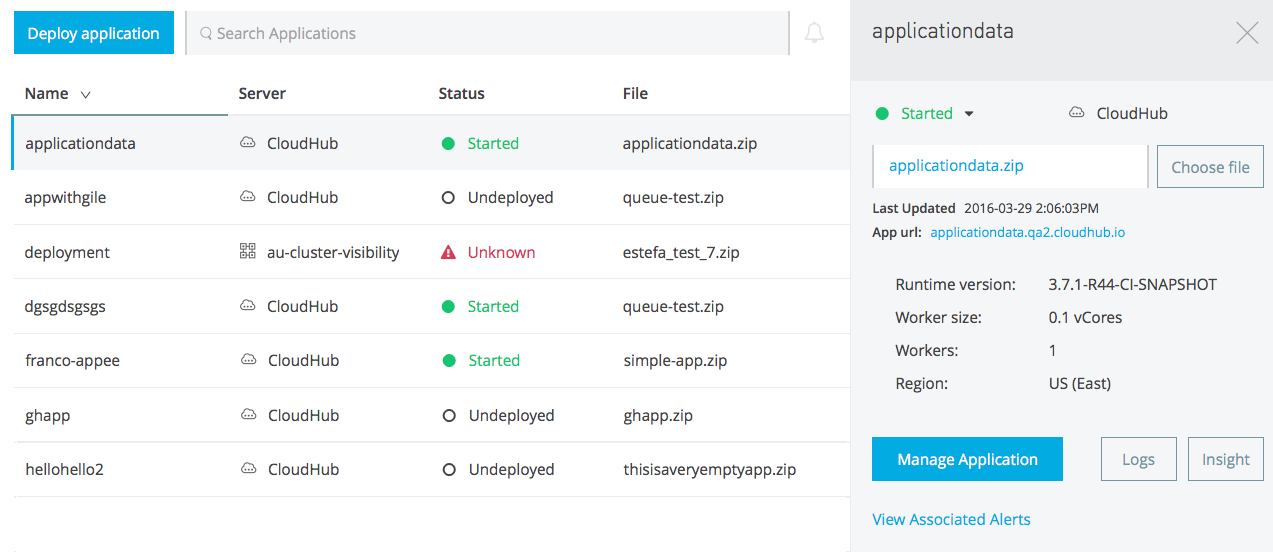 Deploy application
Search Applications
Name Server Status File
applicationdata CloudHub Started applicationdata.zip
appwithgile CloudHub Undeployed queue-test.zip
deployment au-cluster-visibility Unknown estefa_test_7.zip
dgsgdsgsgs CloudHub Started queue-test.zip
franco-appee CloudHub Started simple-app.zip
ghapp CloudHub Undeployed ghapp.zip
hellohello2 CloudHub Undeployed thisisaveryemptyapp.zip
applicationdata
Started CloudHub
applicationdata.zip Choose file
Last Updated 2016-03-29 2:06:03PM
App url: applicationdata.qa2.cloudhub.io
Runtime version: 3.7.1-R44-CI-SNAPSHOT
Worker size: 0.1 vCores
Workers: 1
Region: US (East)
Manage Application Logs Insight
View Associated Alerts